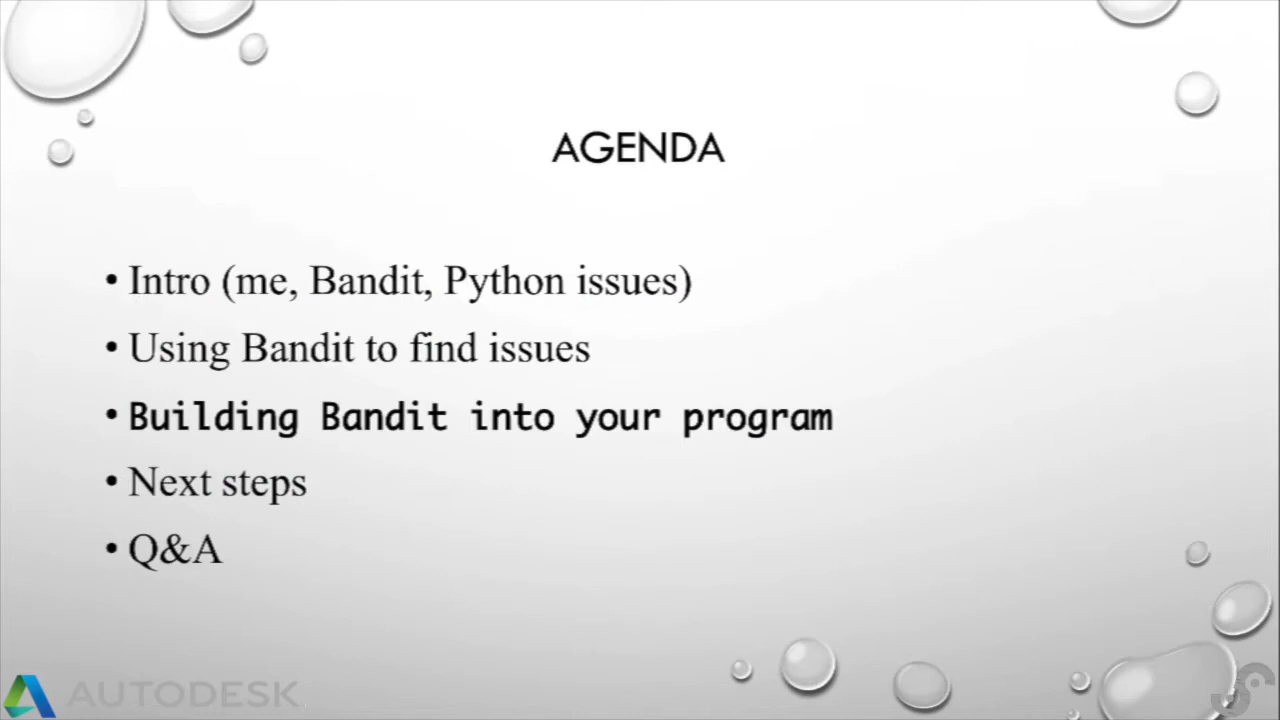 AGENDA
• Intro (me, Bandit, Python issues)
• Using Bandit to find issues
• Building Bandit into your program
• Next steps
• Q&A
AUTODESK